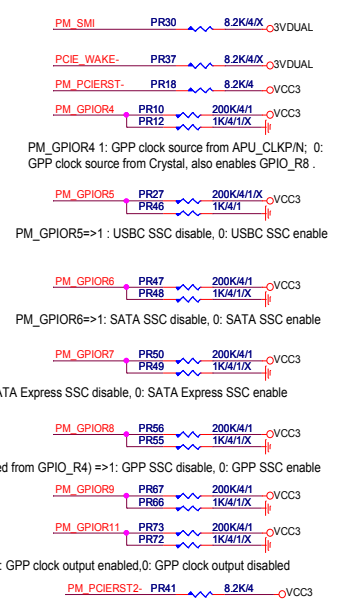 PM_SMI PR30 8.2K/4/X 3VDUAL
PCIE_WAKE- PR37 8.2K/4/X 3VDUAL
PM_PCIERST- PR18 8.2K/4 VCC3
PM_GPIOR4 PR10 200K/4/1 VCC3
PR12 1K/4/1/X
PM_GPIOR4 1: GPP clock source from APU_CLKP/N; 0:
GPP clock source from Crystal, also enables GPIO_R8 .
PM_GPIOR5 PR27 200K/4/1/X VCC3
PR46 1K/4/1
PM_GPIOR5=>1 : USBC SSC disable, 0: USBC SSC enable
PM_GPIOR6 PR47 200K/4/1 VCC3
PR48 1K/4/1/X
PM_GPIOR6=>1: SATA SSC disable, 0: SATA SSC enable
PM_GPIOR7 PR50 200K/4/1 VCC3
PR49 1K/4/1/X
ATA Express SSC disable, 0: SATA Express SSC enable
PM_GPIOR8 PR56 200K/4/1 VCC3
PR55 1K/4/1/X
ed from GPIO_R4) =>1: GPP SSC disable, 0: GPP SSC enable
PM_GPIOR9 PR67 200K/4/1 VCC3
PR66 1K/4/1/X
PM_GPIOR11 PR73 200K/4/1 VCC3
PR72 1K/4/1/X
: GPP clock output enabled,0: GPP clock output disabled
PM_PCIERST2- PR41 8.2K/4 VCC3